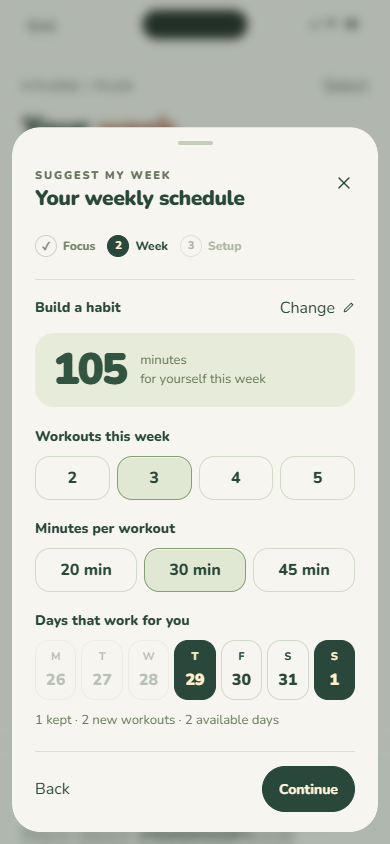 SUGGEST MY WEEK
Your weekly schedule
✓ Focus 2 Week 3 Setup
Build a habit Change
105 minutes
for yourself this week
Workouts this week
2 3 4 5
Minutes per workout
20 min 30 min 45 min
Days that work for you
M T W T F S S
26 27 28 29 30 31 1
1 kept · 2 new workouts · 2 available days
Back Continue